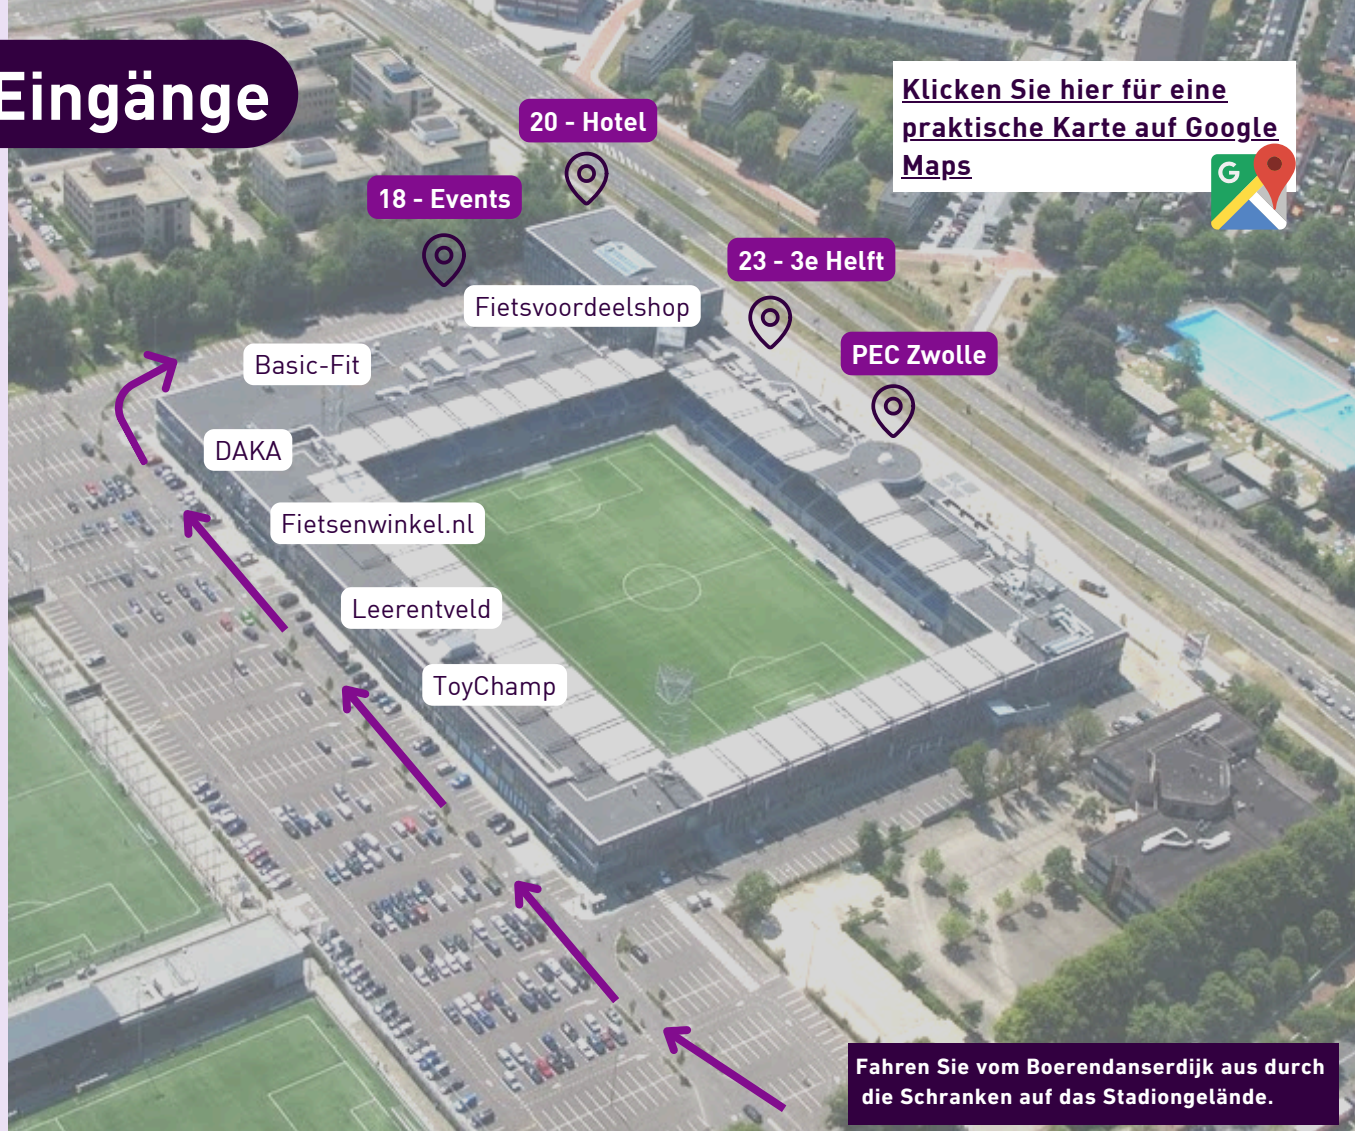 Eingänge
Klicken Sie hier für eine
praktische Karte auf Google
Maps
G
20 - Hotel
18 - Events
23 - 3e Helft
Fietsvoordeelshop
PEC Zwolle
Basic-Fit
DAKA
Fietsenwinkel.nl
Leerentveld
ToyChamp
Fahren Sie vom Boerendanserdijk aus durch
die Schranken auf das Stadiongelände.